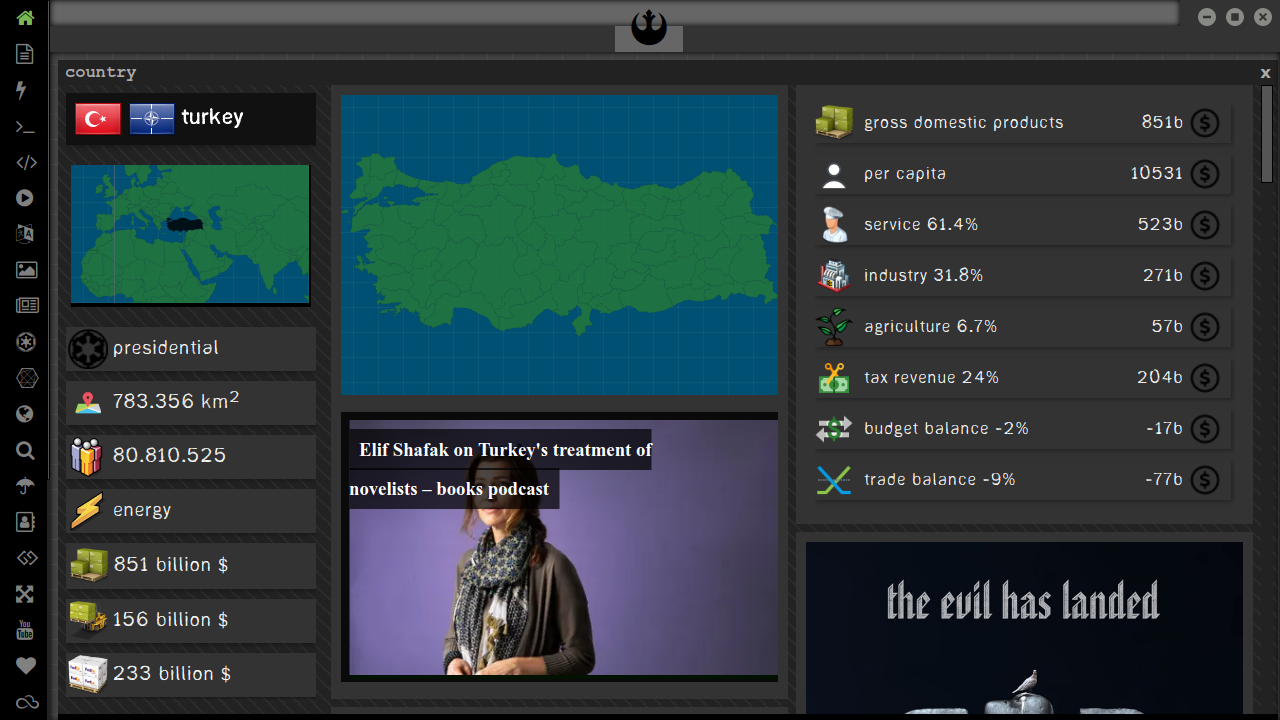 country
x
turkey
presidential
783.356 km²
80.810.525
energy
851 billion $
156 billion $
233 billion $
Elif Shafak on Turkey's treatment of
novelists – books podcast
gross domestic products 851b $
per capita 10531 $
service 61.4% 523b $
industry 31.8% 271b $
agriculture 6.7% 57b $
tax revenue 24% 204b $
budget balance -2% -17b $
trade balance -9% -77b $
the evil has landed
You
Tube